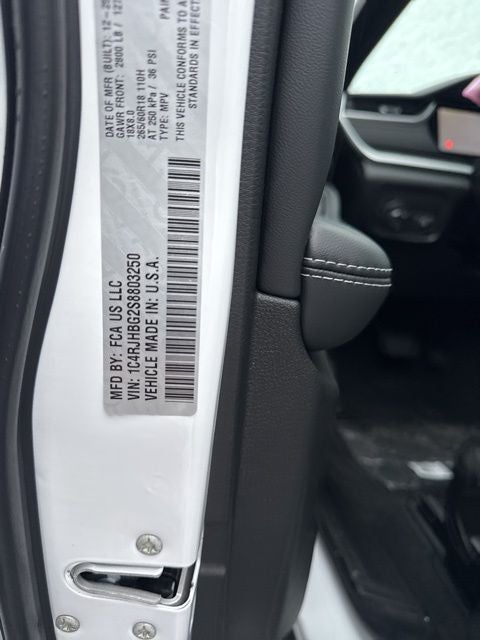 MFD BY: FCA US LLC
VIN: 1C4RJHBG2S8803250
VEHICLE MADE IN: U.S.A.
DATE OF MFR (BUILT): 12-
GAWR FRONT: 2800 LB /
18X8.0
265/60R18 110H
AT 250 kPa / 36 PSI
TYPE: MPV
THIS VEHICLE CONFORMS TO
STANDARDS IN EFFECT